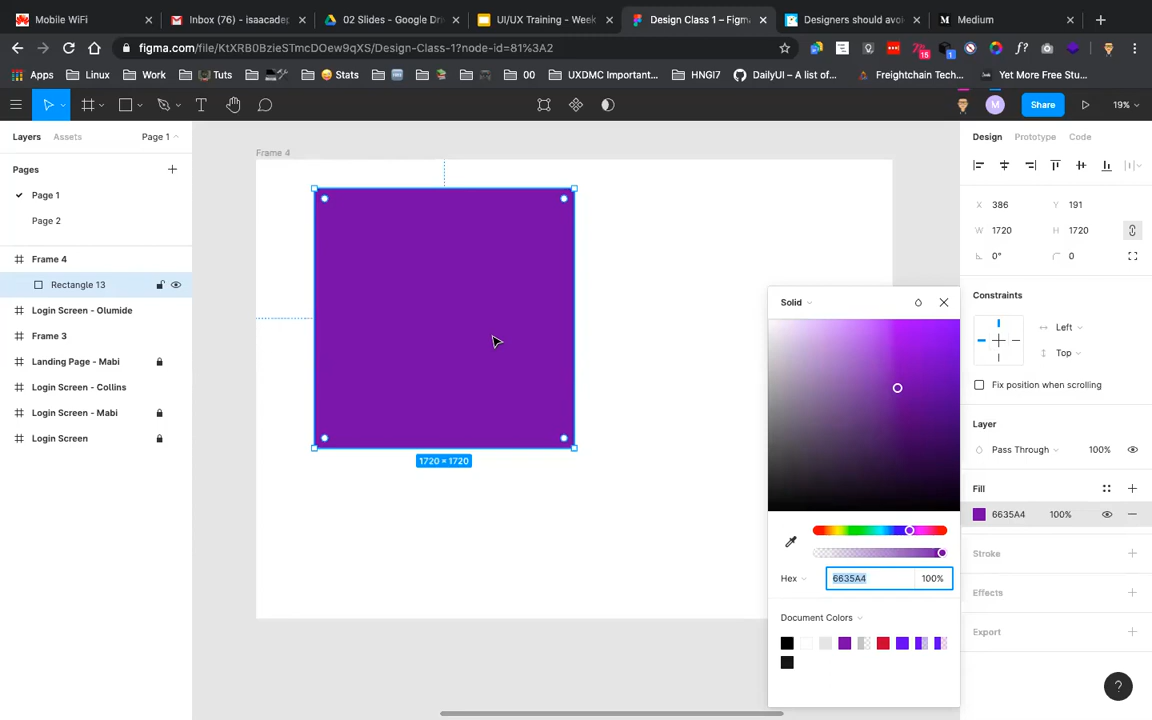 Mobile WiFi
Inbox (76) - isaacadep
02 Slides - Google Dri
UI/UX Training - Week
Design Class 1 – Figm
Designers should avoi
Medium
figma.com/file/KtXRB0BzieSTmcDOew9qXS/Design-Class-1?node-id=81%3A2
15
1
f?
Apps
Linux
Work
Tuts
Stats
00
UXDMC Important...
HNGI7
DailyUI – A list of...
Freightchain Tech...
Yet More Free Stu...
M
Share
19%
Layers
Assets
Page 1
Design
Prototype
Code
Pages
Page 1
Page 2
Frame 4
Rectangle 13
Login Screen - Olumide
Frame 3
Landing Page - Mabi
Login Screen - Collins
Login Screen - Mabi
Login Screen
Frame 4
1720 × 1720
X 386
Y 191
W 1720
H 1720
0°
0
Constraints
Left
Top
Fix position when scrolling
Layer
Pass Through
100%
Fill
6635A4
100%
Stroke
Effects
Export
Solid
Hex
6635A4
100%
Document Colors
?